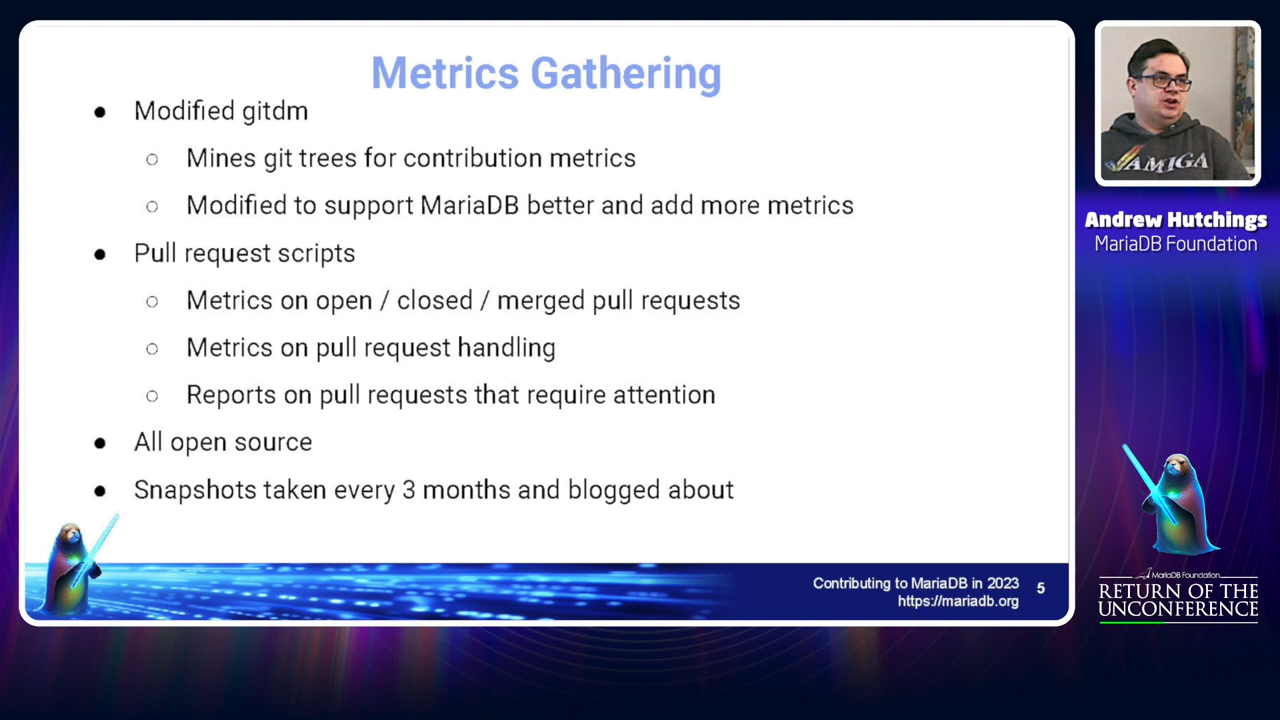 Metrics Gathering
● Modified gitdm
○ Mines git trees for contribution metrics
○ Modified to support MariaDB better and add more metrics
● Pull request scripts
○ Metrics on open / closed / merged pull requests
○ Metrics on pull request handling
○ Reports on pull requests that require attention
● All open source
● Snapshots taken every 3 months and blogged about
Contributing to MariaDB in 2023
https://mariadb.org
5
AMIGA
Andrew Hutchings
MariaDB Foundation
MariaDB Foundation
RETURN OF THE
UNCONFERENCE